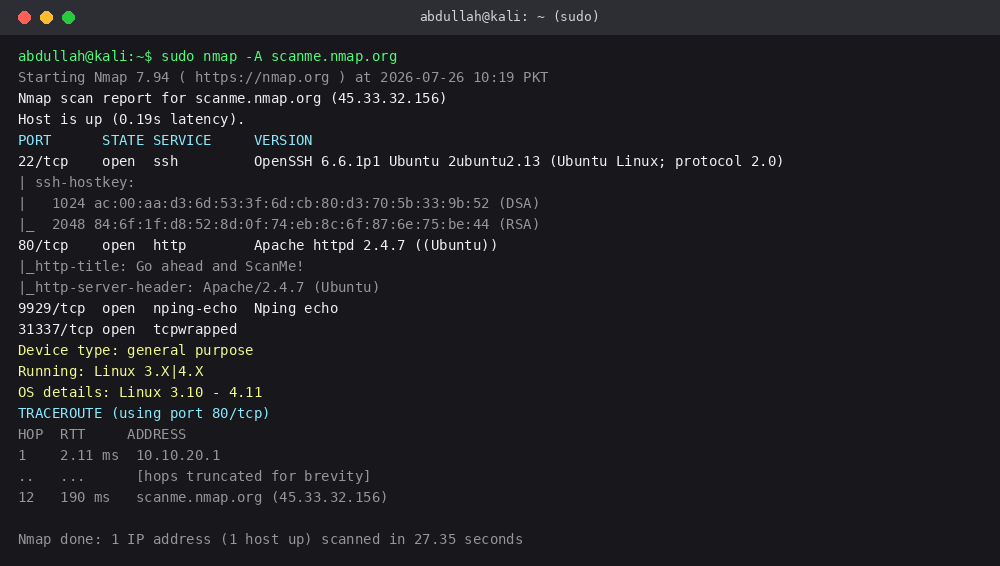 abdullah@kali: ~ (sudo)
abdullah@kali:~$ sudo nmap -A scanme.nmap.org
Starting Nmap 7.94 ( https://nmap.org ) at 2026-07-26 10:19 PKT
Nmap scan report for scanme.nmap.org (45.33.32.156)
Host is up (0.19s latency).
PORT      STATE SERVICE     VERSION
22/tcp    open  ssh         OpenSSH 6.6.1p1 Ubuntu 2ubuntu2.13 (Ubuntu Linux; protocol 2.0)
| ssh-hostkey:
|   1024 ac:00:aa:d3:6d:53:3f:6d:cb:80:d3:70:5b:33:9b:52 (DSA)
|_  2048 84:6f:1f:d8:52:8d:0f:74:eb:8c:6f:87:6e:75:be:44 (RSA)
80/tcp    open  http        Apache httpd 2.4.7 ((Ubuntu))
|_http-title: Go ahead and ScanMe!
|_http-server-header: Apache/2.4.7 (Ubuntu)
9929/tcp  open  nping-echo  Nping echo
31337/tcp open  tcpwrapped
Device type: general purpose
Running: Linux 3.X|4.X
OS details: Linux 3.10 - 4.11
TRACEROUTE (using port 80/tcp)
HOP  RTT     ADDRESS
1    2.11 ms  10.10.20.1
..   ...      [hops truncated for brevity]
12   190 ms   scanme.nmap.org (45.33.32.156)
Nmap done: 1 IP address (1 host up) scanned in 27.35 seconds